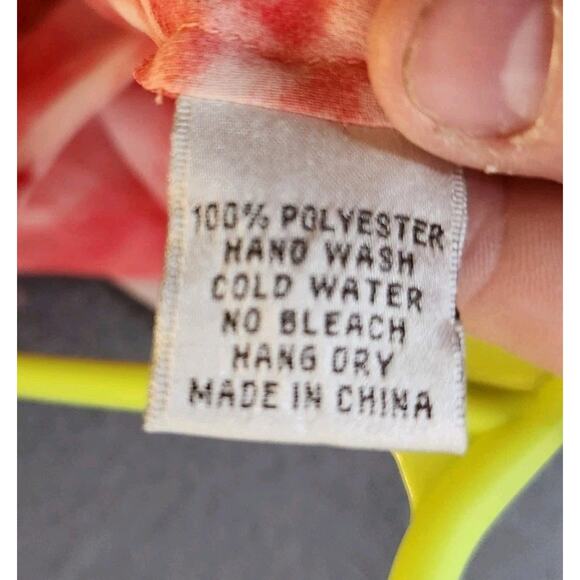 100% POLYESTER
HAND WASH
COLD WATER
NO BLEACH
HANG DRY
MADE IN CHINA